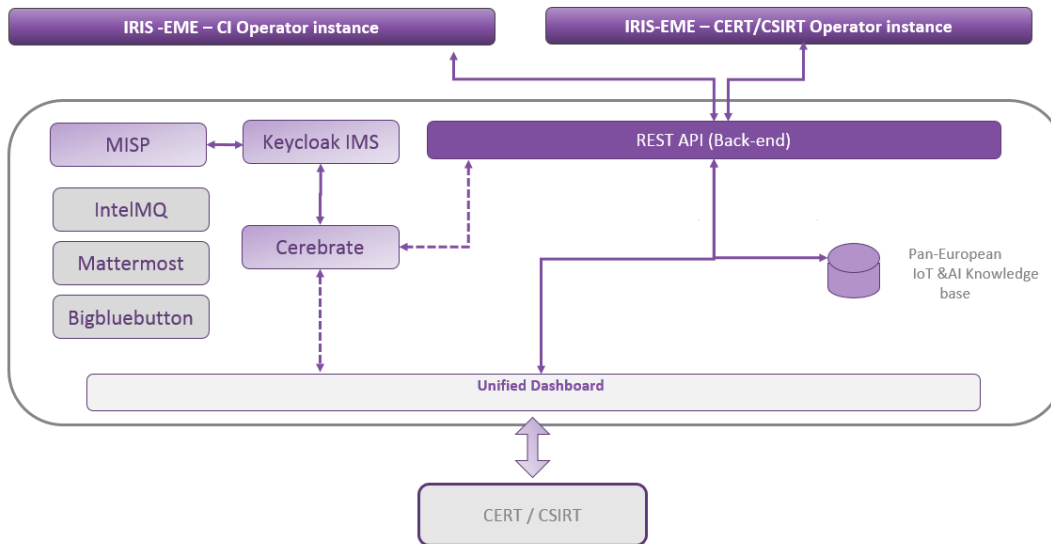 IRIS -EME – CI Operator instance
IRIS-EME – CERT/CSIRT Operator instance
MISP
Keycloak IMS
REST API (Back-end)
IntelMQ
Cerebrate
Mattermost
Bigbluebutton
Pan-European
IoT &AI Knowledge
base
Unified Dashboard
CERT / CSIRT